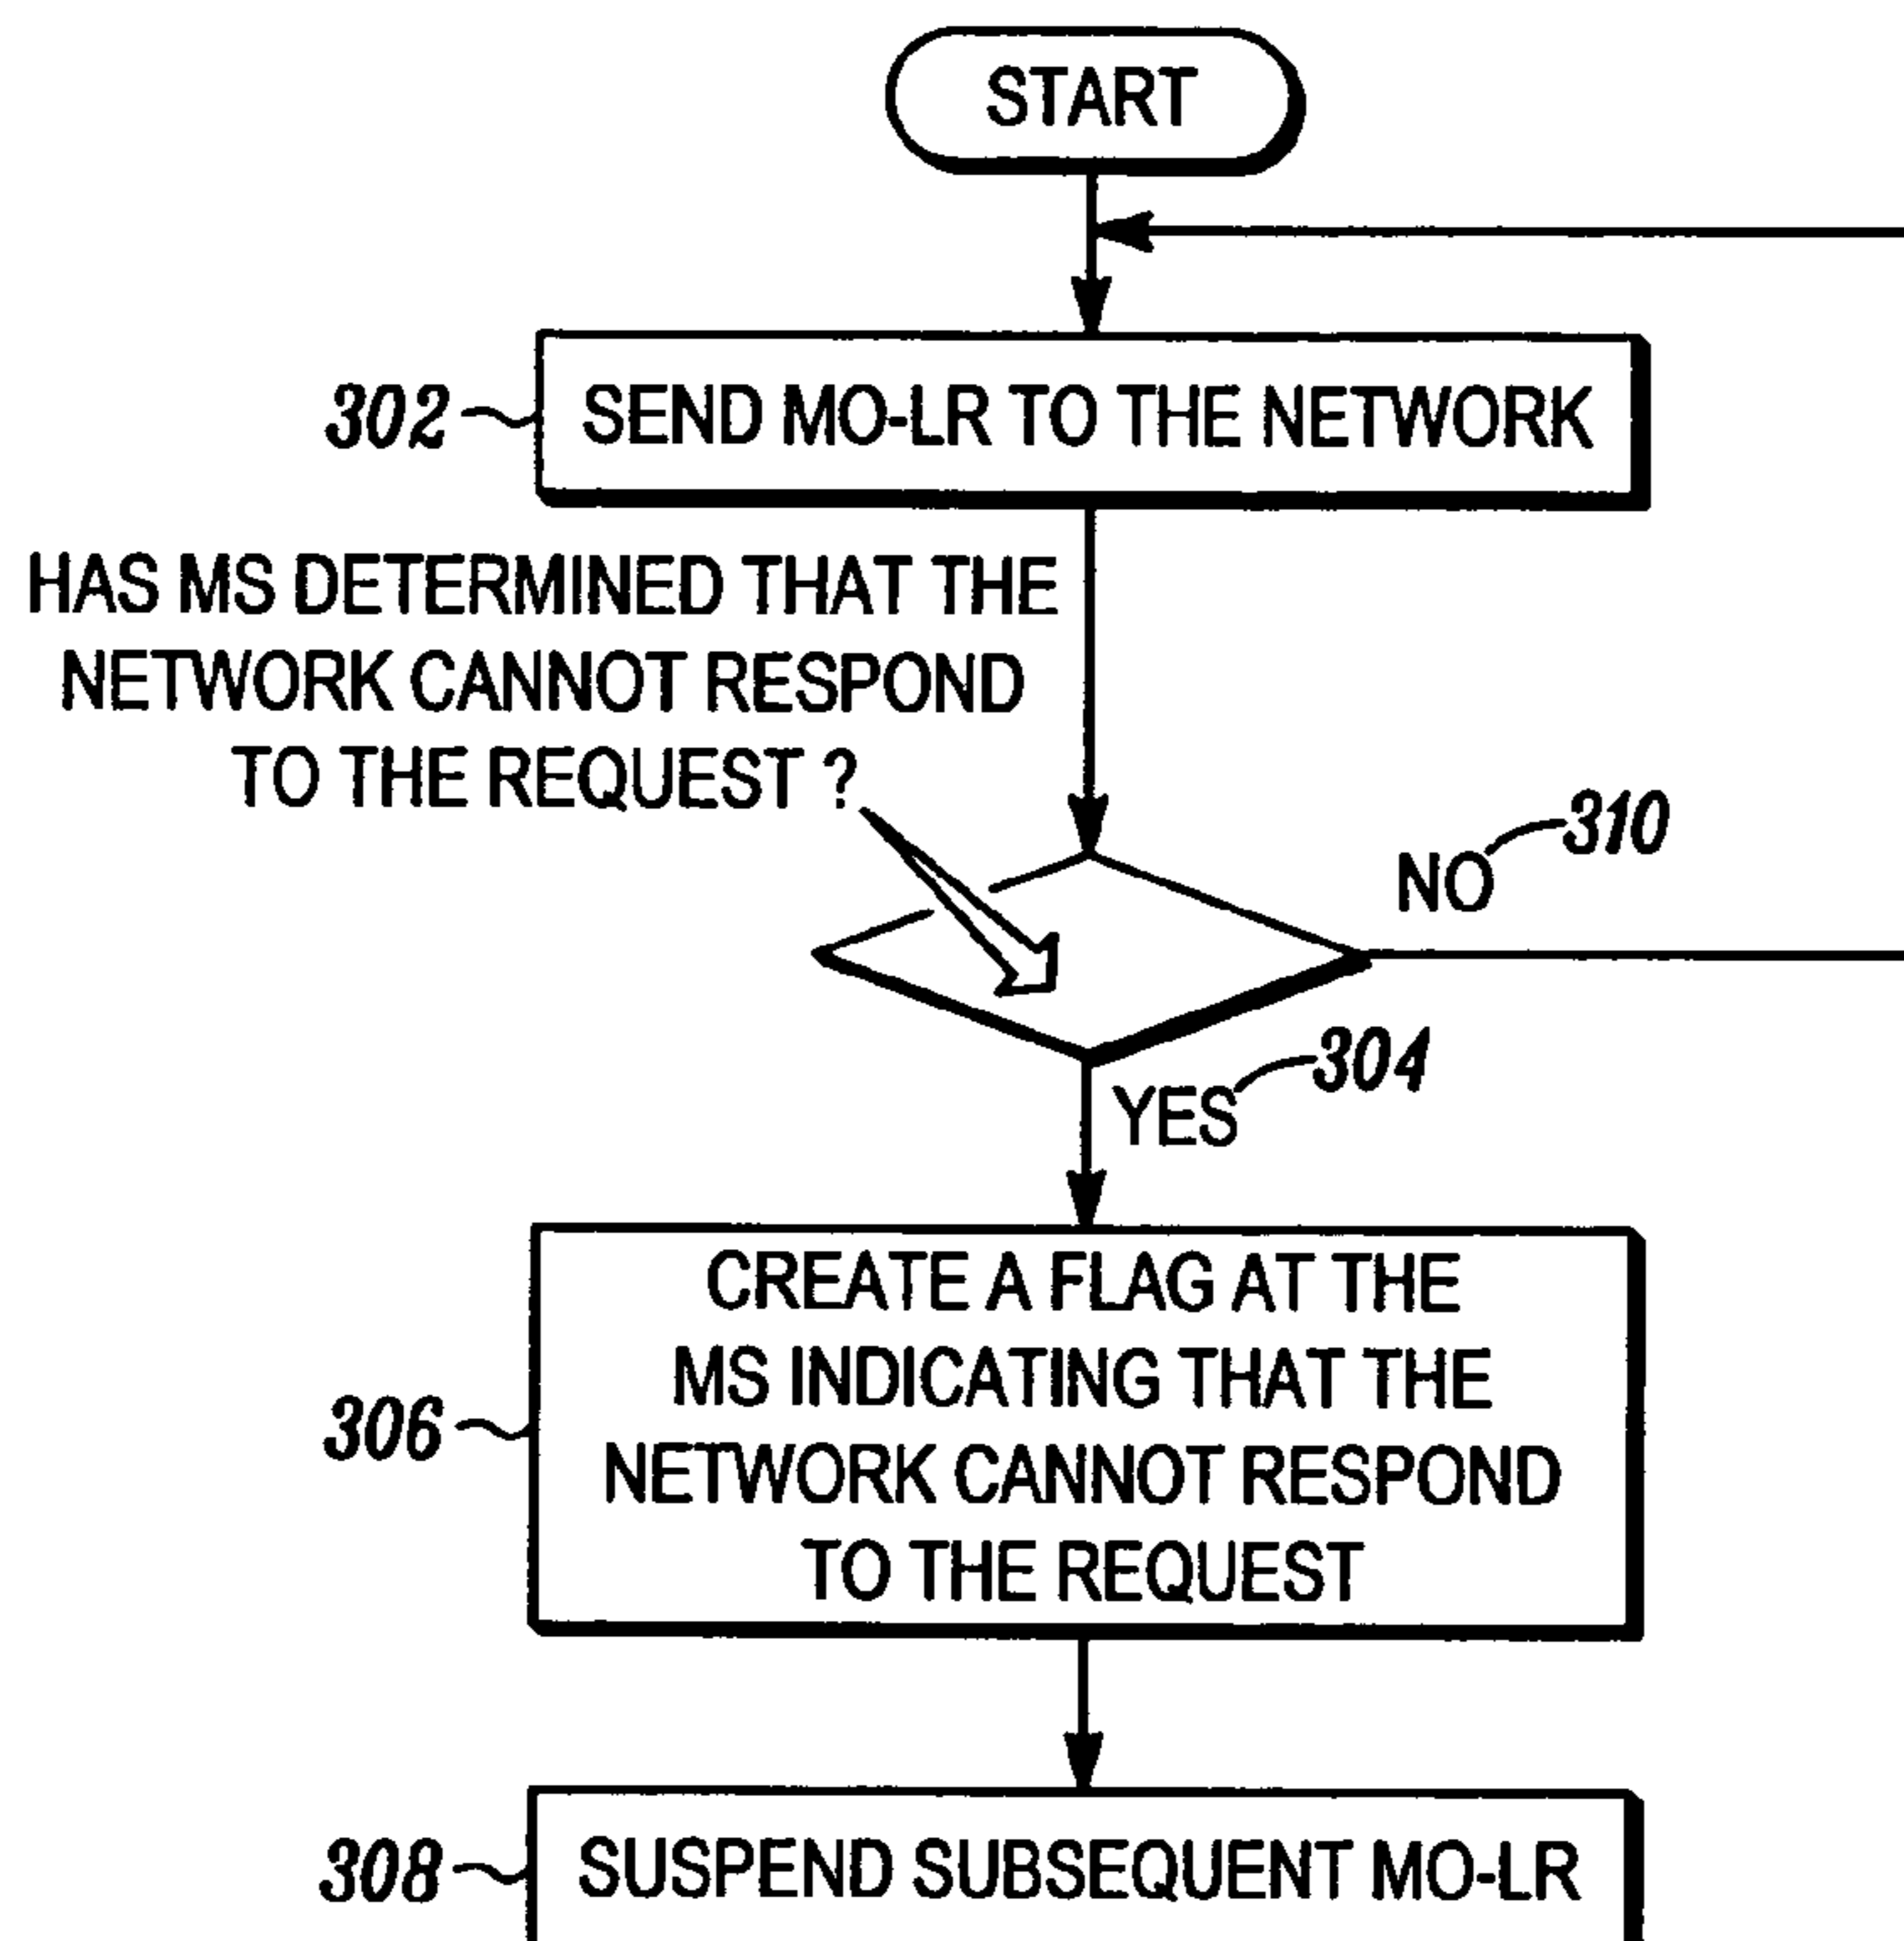 START
302
SEND MO-LR TO THE NETWORK
HAS MS DETERMINED THAT THE
NETWORK CANNOT RESPOND
TO THE REQUEST ?
NO
310
YES
304
306
CREATE A FLAG AT THE
MS INDICATING THAT THE
NETWORK CANNOT RESPOND
TO THE REQUEST
308
SUSPEND SUBSEQUENT MO-LR